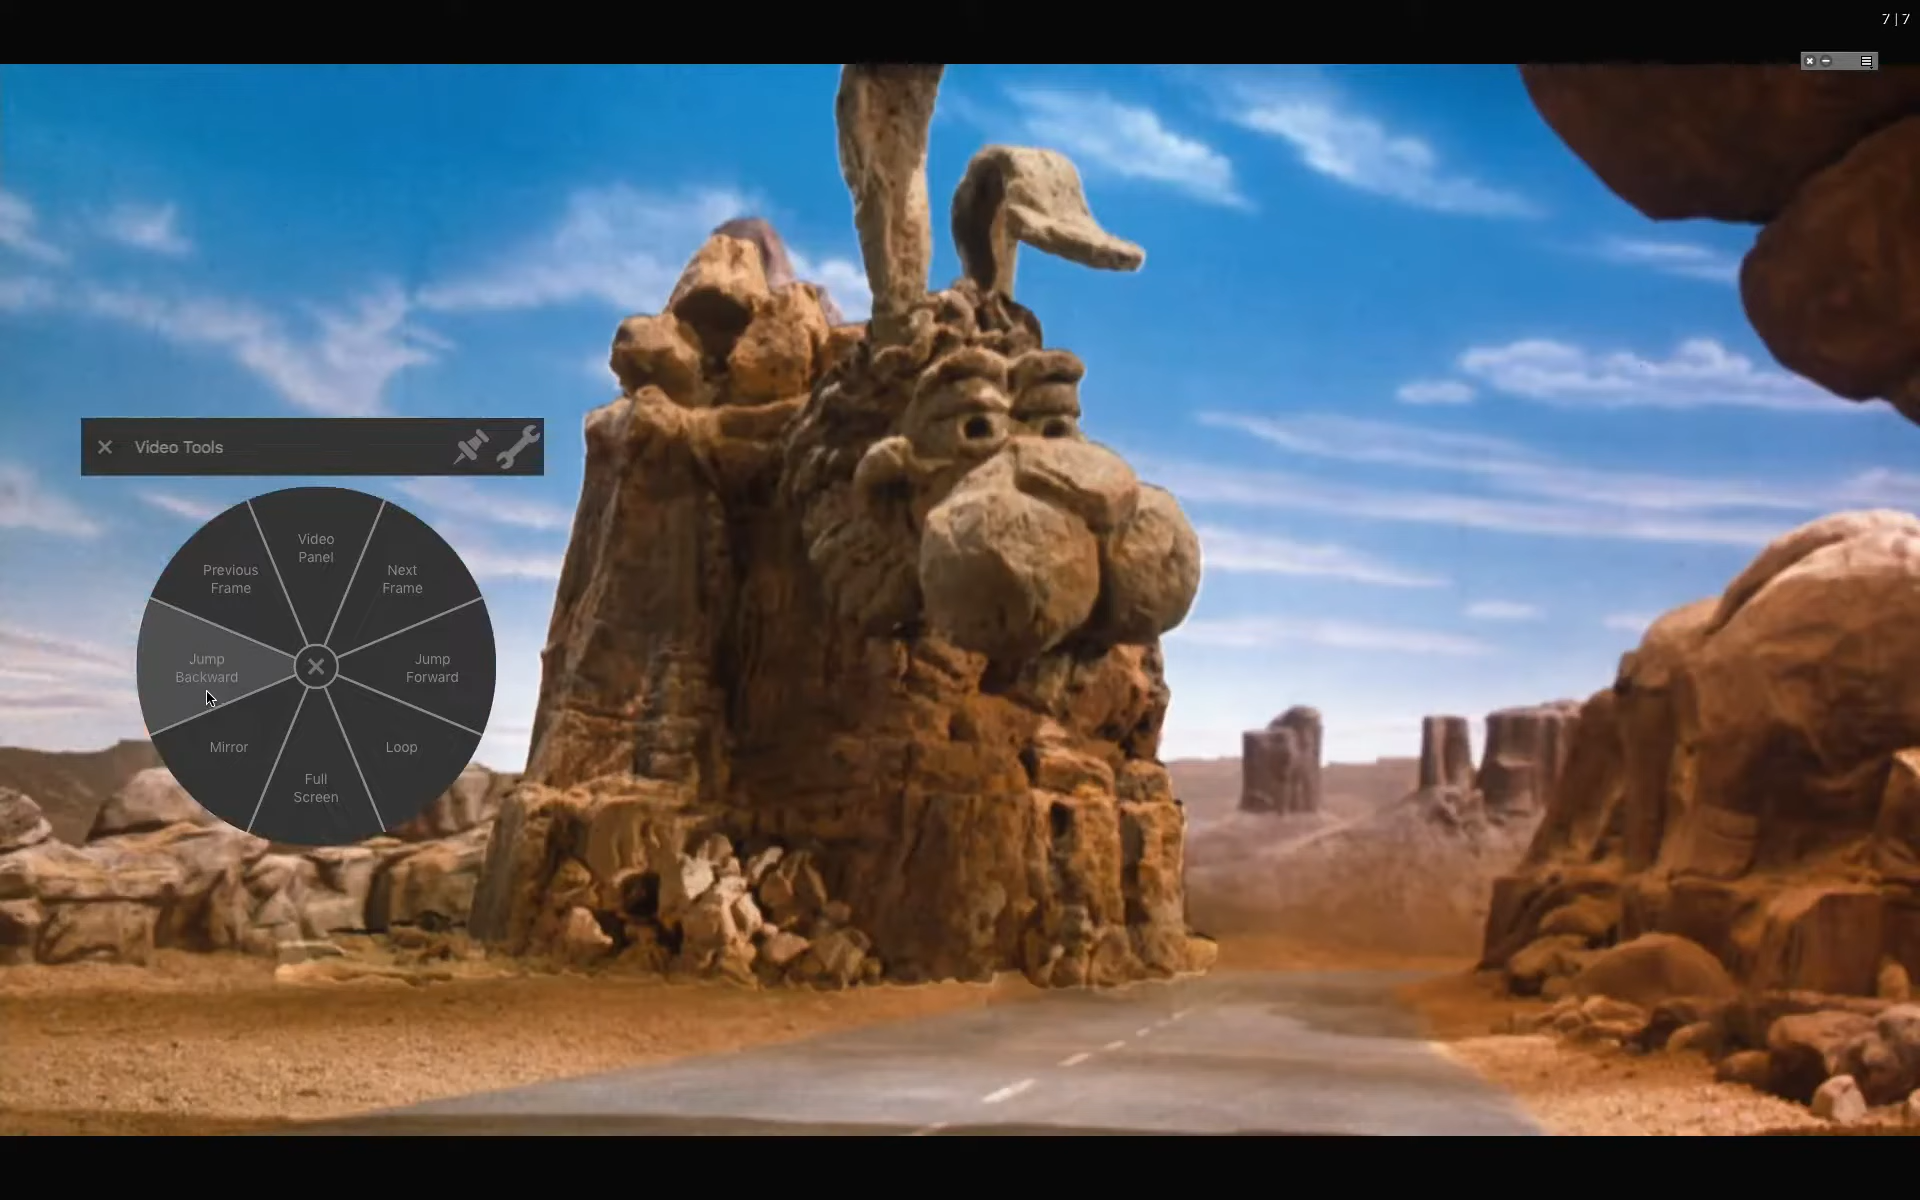 7 | 7
Video Tools
Video
Panel
Previous
Frame
Next
Frame
Jump
Backward
Jump
Forward
Mirror
Loop
Full
Screen